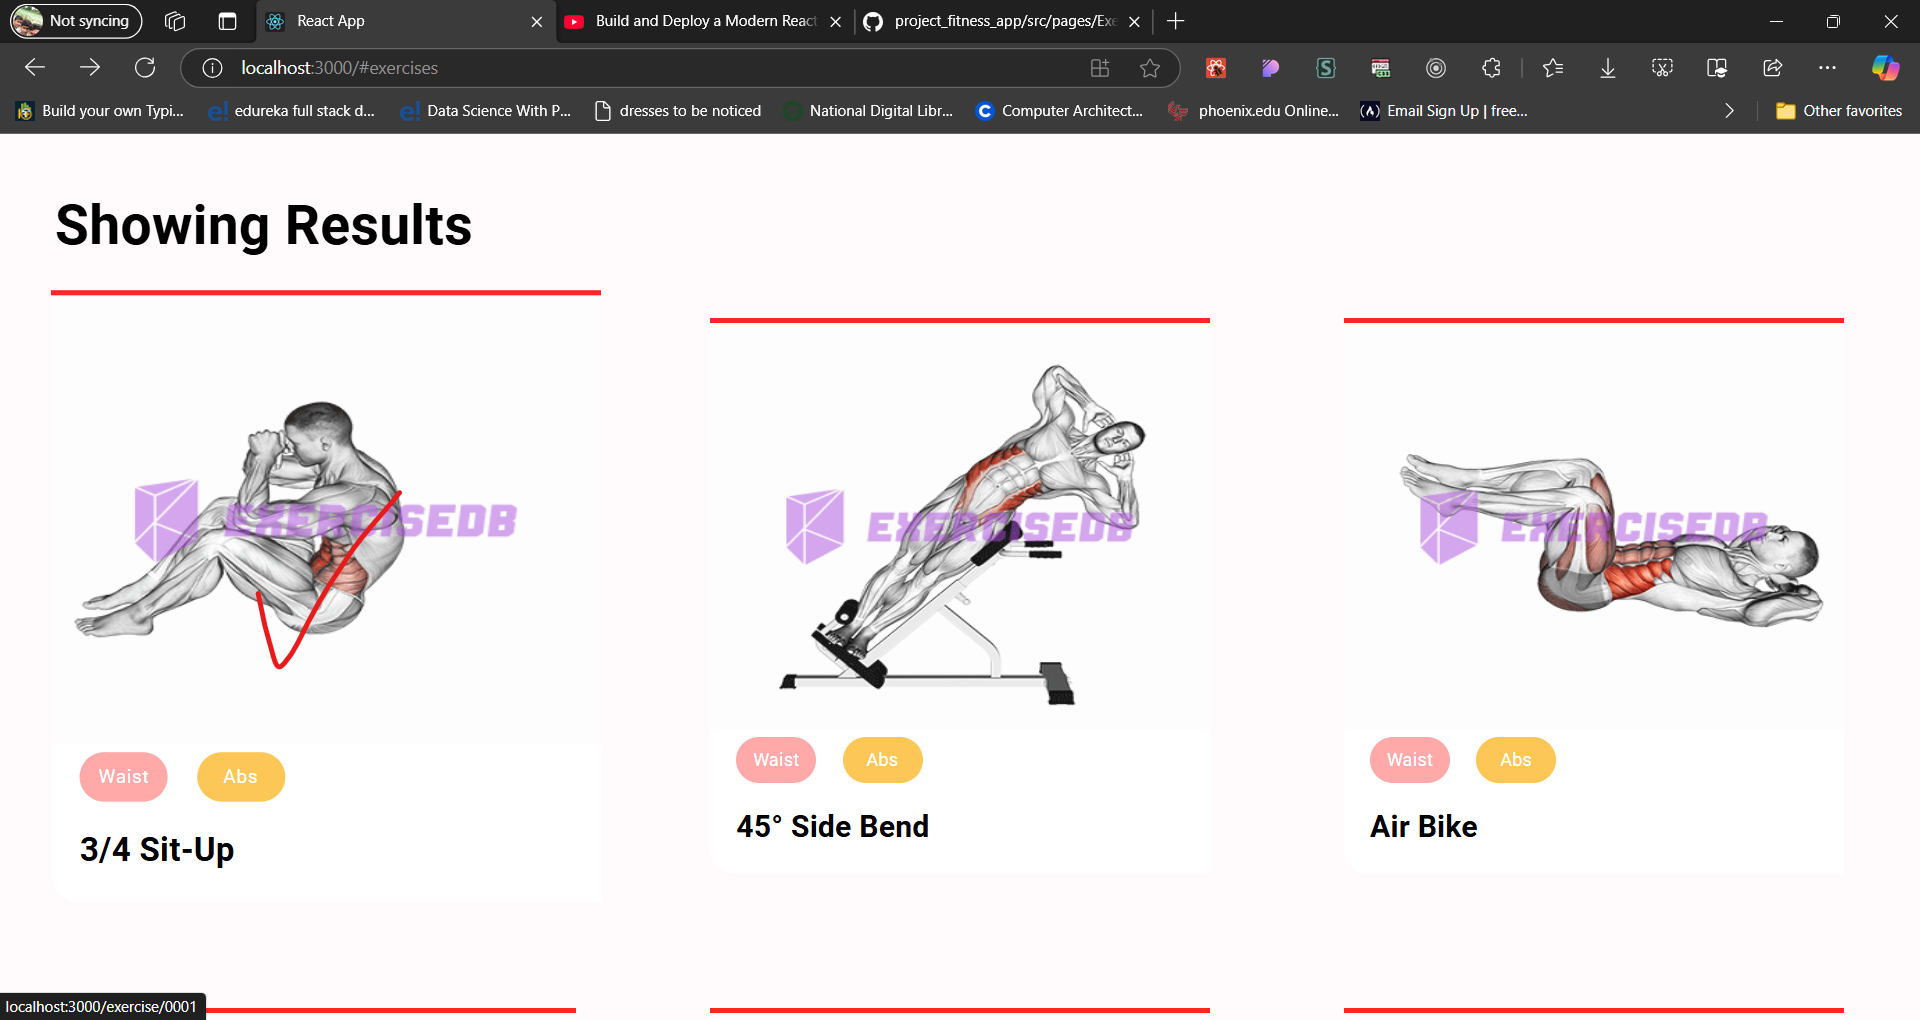 Not syncing
React App
Build and Deploy a Modern React
project_fitness_app/src/pages/Exe
localhost:3000/#exercises
Build your own Typi...
edureka full stack d...
Data Science With P...
dresses to be noticed
National Digital Libr...
Computer Architect...
phoenix.edu Online...
Email Sign Up | free...
Other favorites
Showing Results
EXERCISEDB
EXERCISEDB
EXERCISEDB
Waist Abs
3/4 Sit-Up
Waist Abs
45° Side Bend
Waist Abs
Air Bike
localhost:3000/exercise/0001